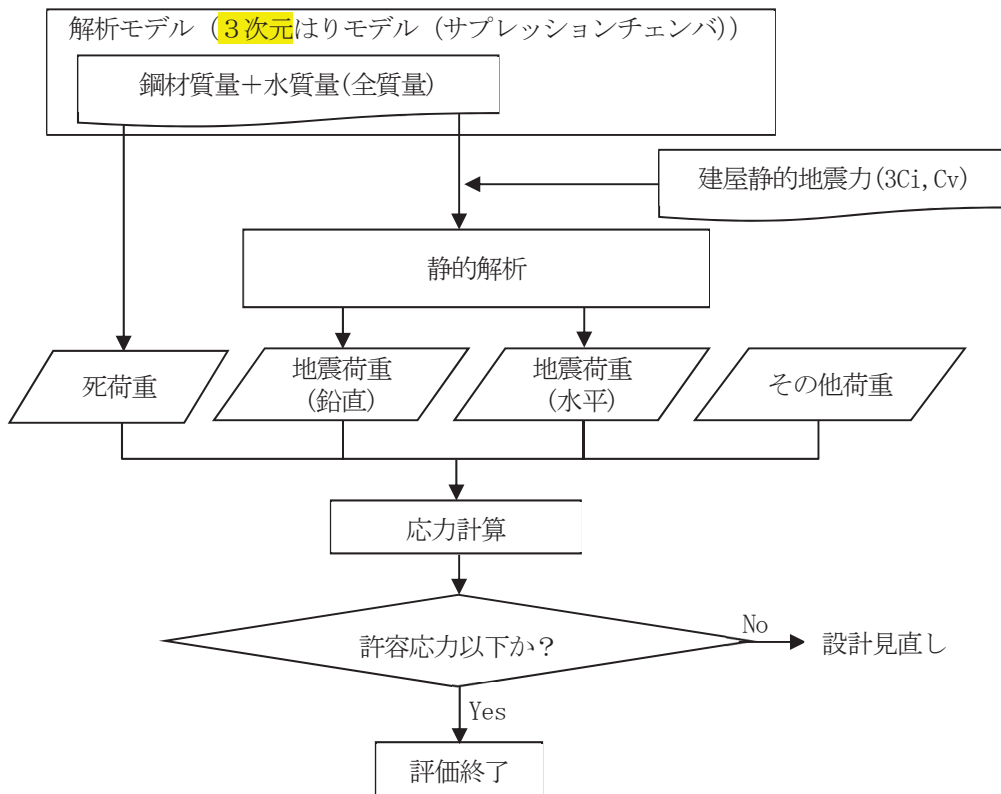 解析モデル（３次元はりモデル（サプレッションチェンバ））
鋼材質量＋水質量(全質量)
建屋静的地震力(3Ci,Cv)
静的解析
死荷重
地震荷重
(鉛直)
地震荷重
(水平)
その他荷重
応力計算
許容応力以下か？
No
設計見直し
Yes
評価終了